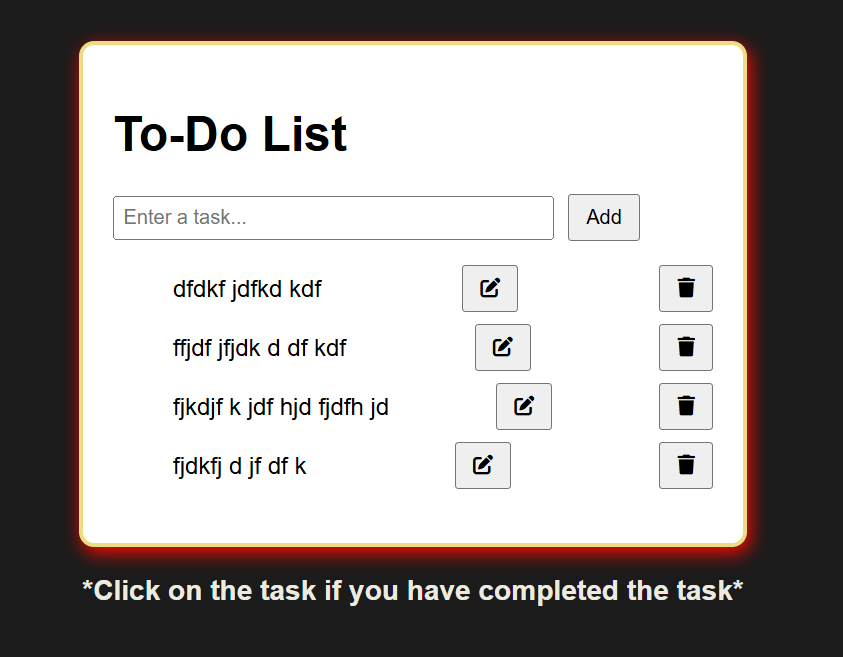 To-Do List
Enter a task...
Add
dfdkf jdfkd kdf
ffjdf jfjdk d df kdf
fjkdjf k jdf hjd fjdfh jd
fjdkfj d jf df k
*Click on the task if you have completed the task*